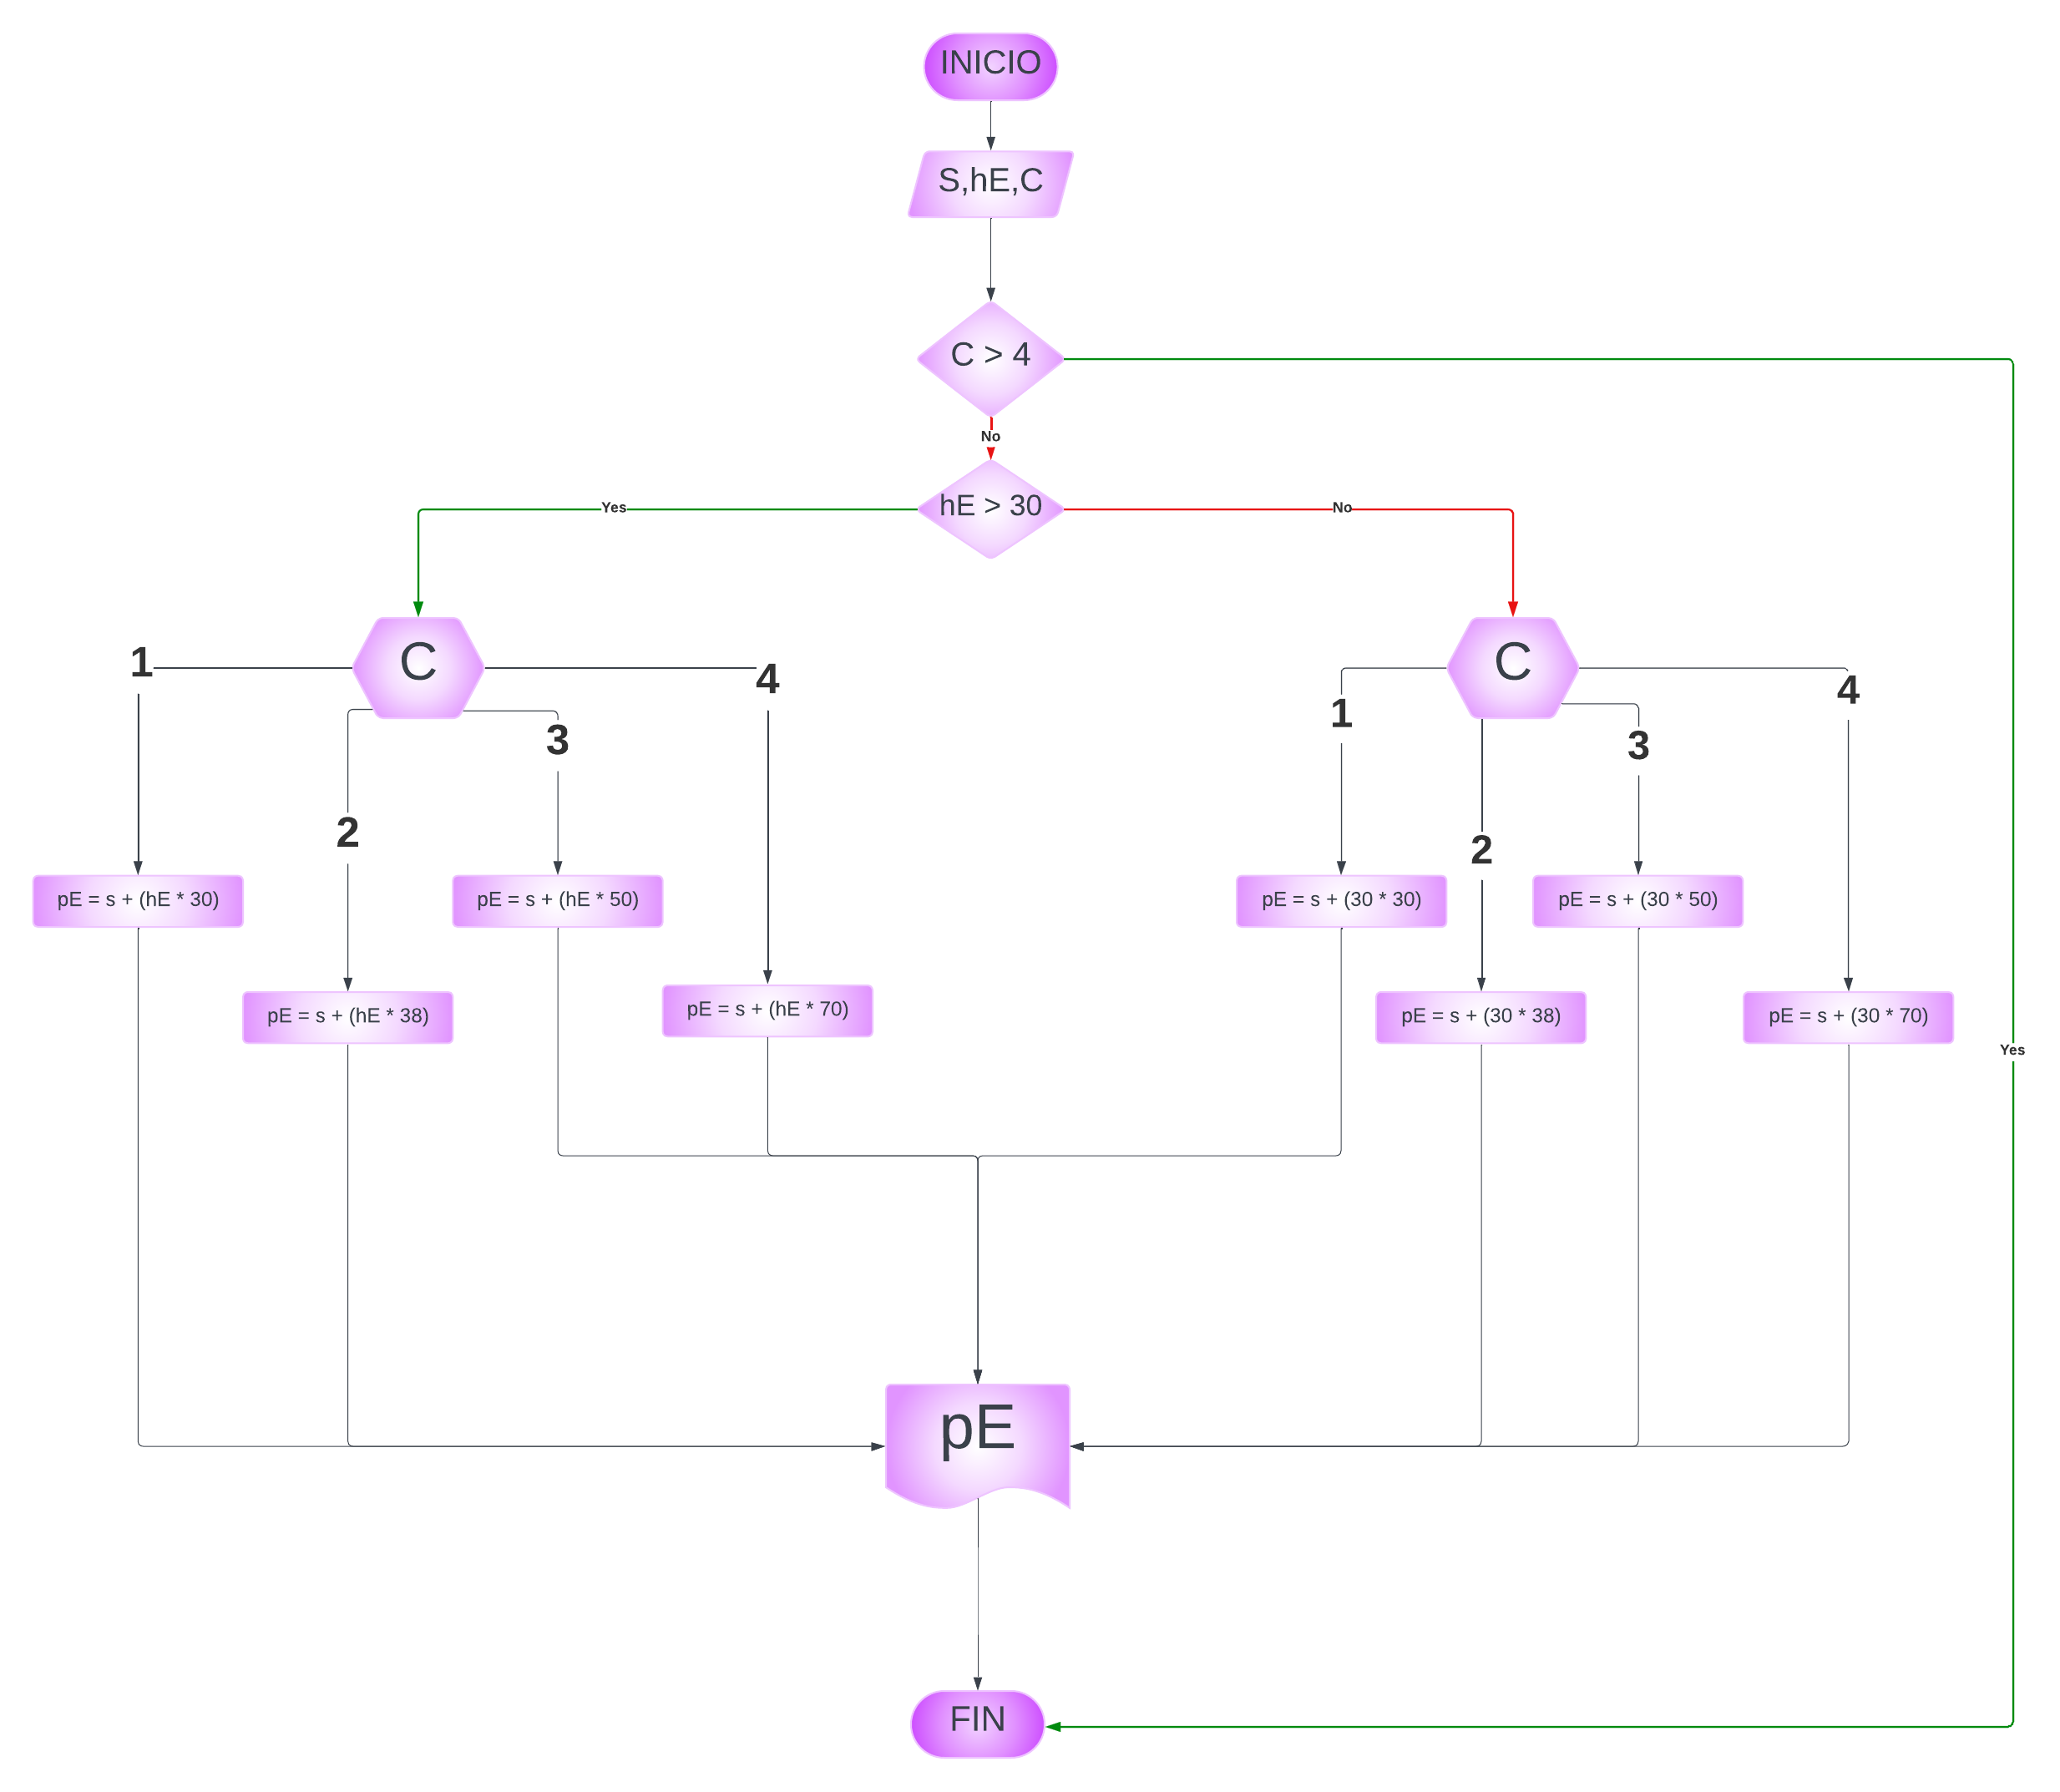 INICIO
S,hE,C
C > 4
No
hE > 30
Yes
No
C
C
1
4
1
4
3
3
2
2
pE = s + (hE * 30)
pE = s + (hE * 50)
pE = s + (30 * 30)
pE = s + (30 * 50)
pE = s + (hE * 38)
pE = s + (hE * 70)
pE = s + (30 * 38)
pE = s + (30 * 70)
Yes
pE
FIN